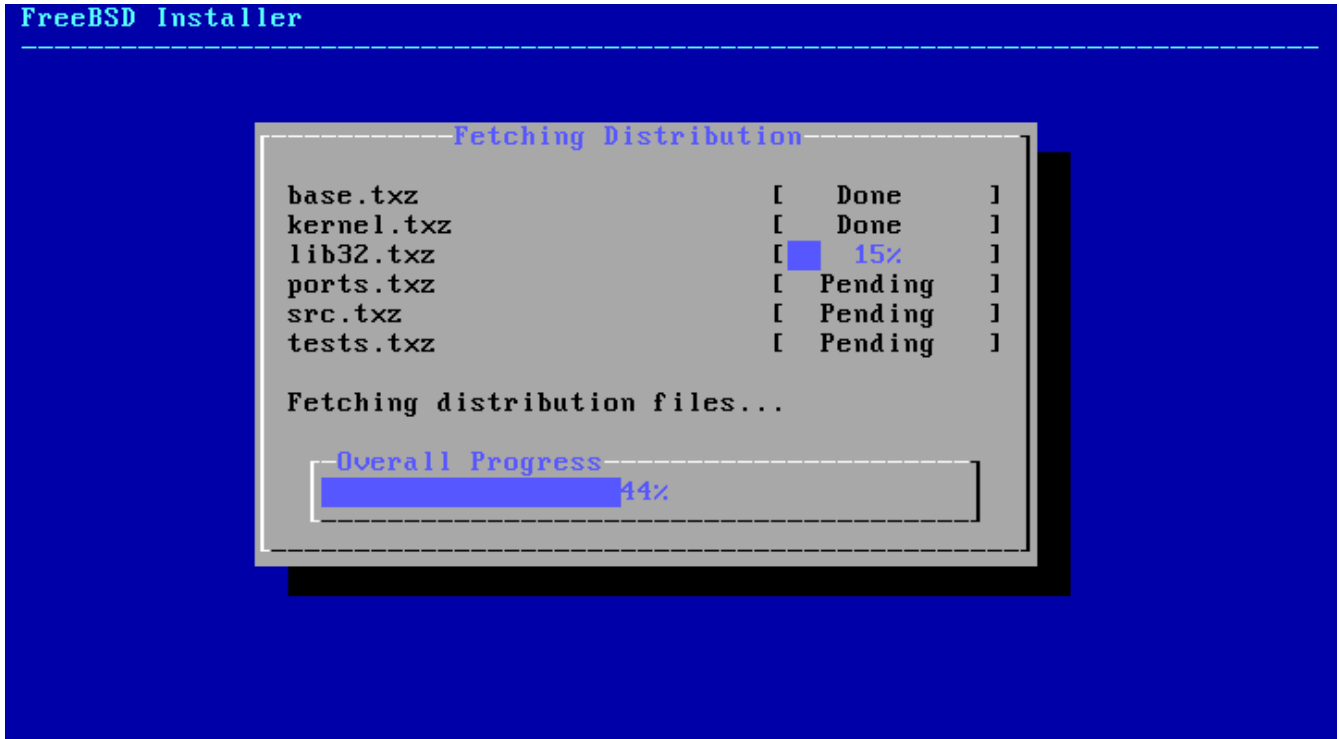 FreeBSD Installer
Fetching Distribution
base.txz [ Done ]
kernel.txz [ Done ]
lib32.txz [ 15% ]
ports.txz [ Pending ]
src.txz [ Pending ]
tests.txz [ Pending ]
Fetching distribution files...
Overall Progress
44%